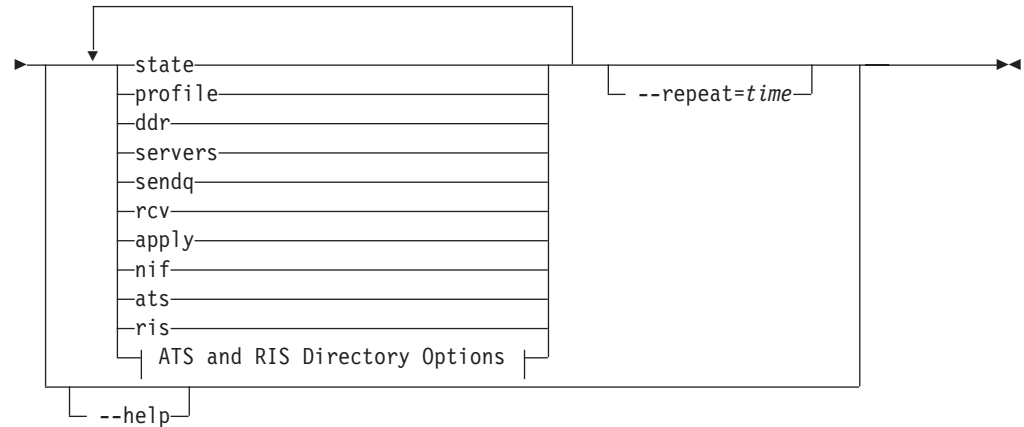 state
--repeat=time
profile
ddr
servers
sendq
rcv
apply
nif
ats
ris
ATS and RIS Directory Options
--help